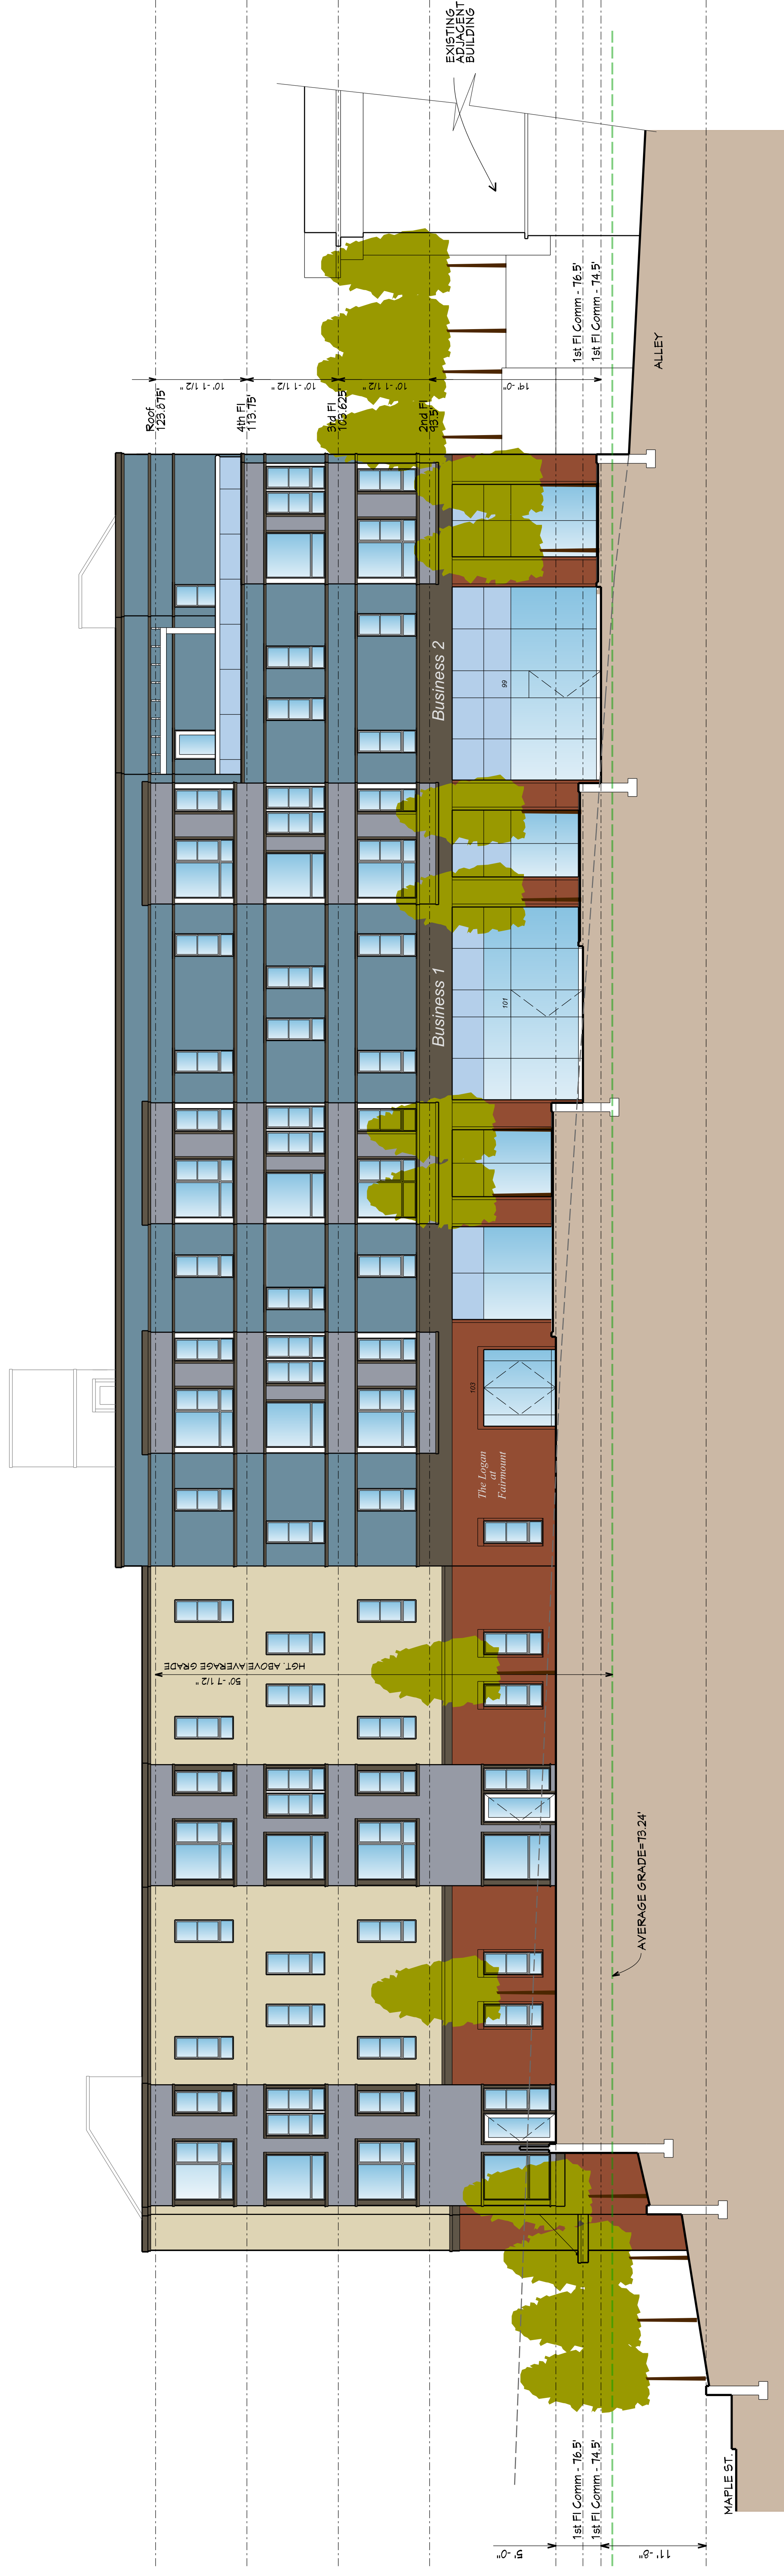 Roof
123.875'
10'-1 1/2"
4th Fl
113.75'
10'-1 1/2"
3rd Fl
103.625'
10'-1 1/2"
2nd Fl
93.5'
19'-0"
EXISTING
ADJACENT
BUILDING
50'-7 1/2"
HGT. ABOVE AVERAGE GRADE
Business 1
Business 2
103
The Logan
at
Fairmount
101
99
5'-0"
1st Fl Comm - 76.5'
1st Fl Comm - 74.5'
11'-8"
1st Fl Comm - 76.5'
1st Fl Comm - 74.5'
AVERAGE GRADE=73.24'
ALLEY
MAPLE ST.